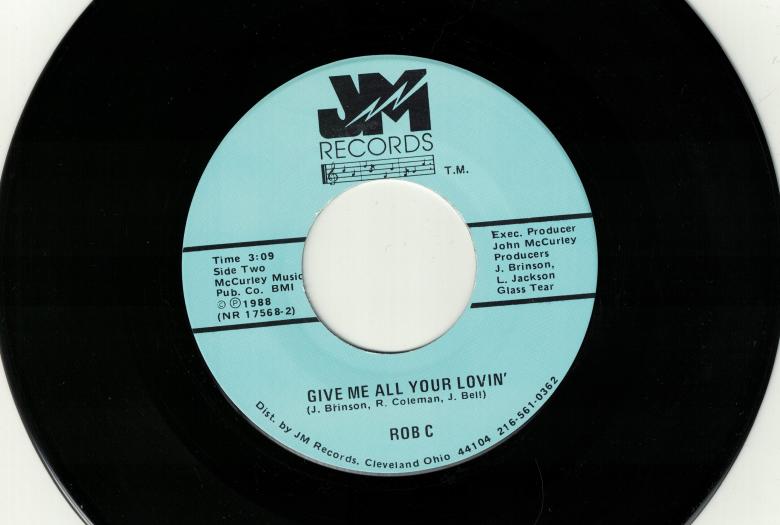 JM
RECORDS
T.M.
Time 3:09
Side Two
McCurley Music
Pub. Co. BMI
© ℗ 1988
(NR 17568-2)
Exec. Producer
John McCurley
Producers
J. Brinson,
L. Jackson
Glass Tear
GIVE ME ALL YOUR LOVIN'
(J. Brinson, R. Coleman, J. Bell)
ROB C
Dist. by JM Records, Cleveland Ohio 44104 216-561-0362